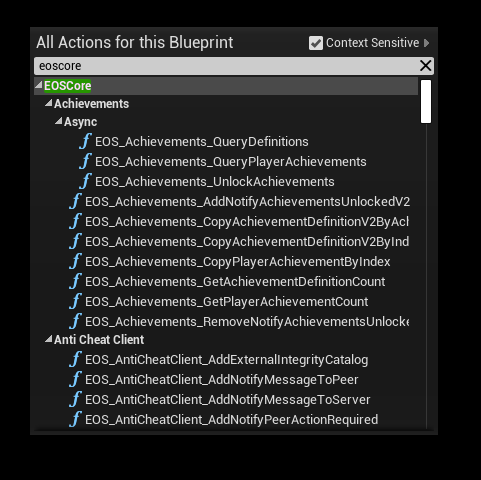 All Actions for this Blueprint Context Sensitive
eoscore
EOSCore
Achievements
Async
EOS_Achievements_QueryDefinitions
EOS_Achievements_QueryPlayerAchievements
EOS_Achievements_UnlockAchievements
EOS_Achievements_AddNotifyAchievementsUnlockedV2
EOS_Achievements_CopyAchievementDefinitionV2ByAch
EOS_Achievements_CopyAchievementDefinitionV2ByInd
EOS_Achievements_CopyPlayerAchievementByIndex
EOS_Achievements_GetAchievementDefinitionCount
EOS_Achievements_GetPlayerAchievementCount
EOS_Achievements_RemoveNotifyAchievementsUnlocke
Anti Cheat Client
EOS_AntiCheatClient_AddExternalIntegrityCatalog
EOS_AntiCheatClient_AddNotifyMessageToPeer
EOS_AntiCheatClient_AddNotifyMessageToServer
EOS_AntiCheatClient_AddNotifyPeerActionRequired